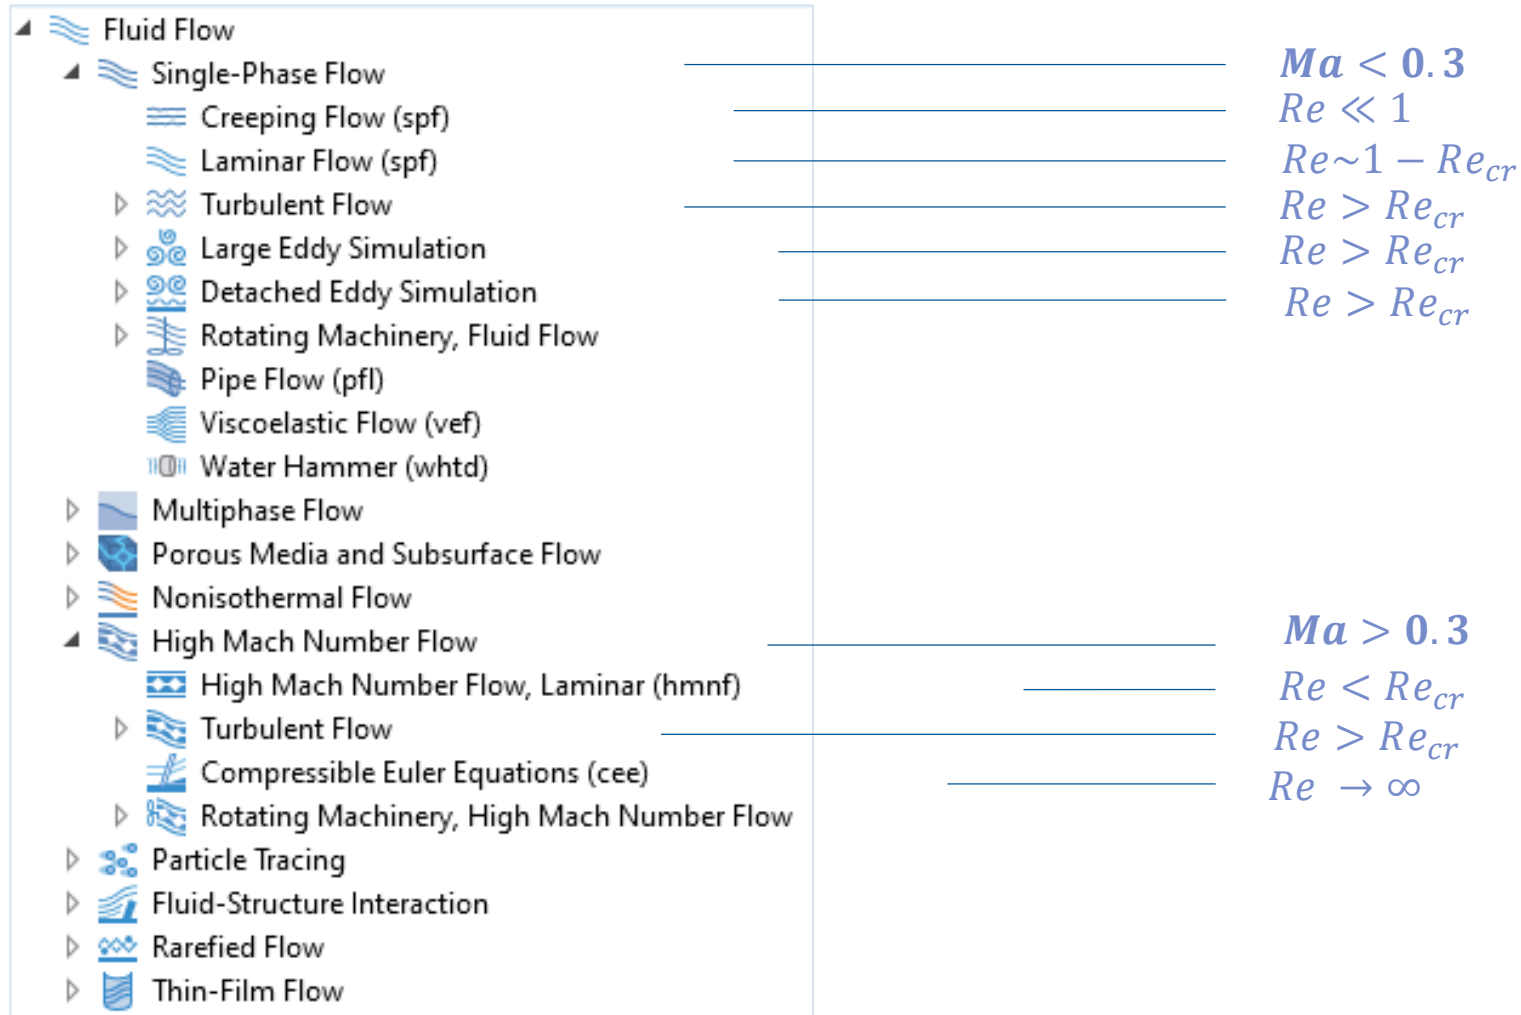 Fluid Flow
Single-Phase Flow Ma < 0.3
Creeping Flow (spf) Re ≪ 1
Laminar Flow (spf) Re~1 − Re_cr
Turbulent Flow Re > Re_cr
Large Eddy Simulation Re > Re_cr
Detached Eddy Simulation Re > Re_cr
Rotating Machinery, Fluid Flow
Pipe Flow (pfl)
Viscoelastic Flow (vef)
Water Hammer (whtd)
Multiphase Flow
Porous Media and Subsurface Flow
Nonisothermal Flow
High Mach Number Flow Ma > 0.3
High Mach Number Flow, Laminar (hmnf) Re < Re_cr
Turbulent Flow Re > Re_cr
Compressible Euler Equations (cee) Re → ∞
Rotating Machinery, High Mach Number Flow
Particle Tracing
Fluid-Structure Interaction
Rarefied Flow
Thin-Film Flow